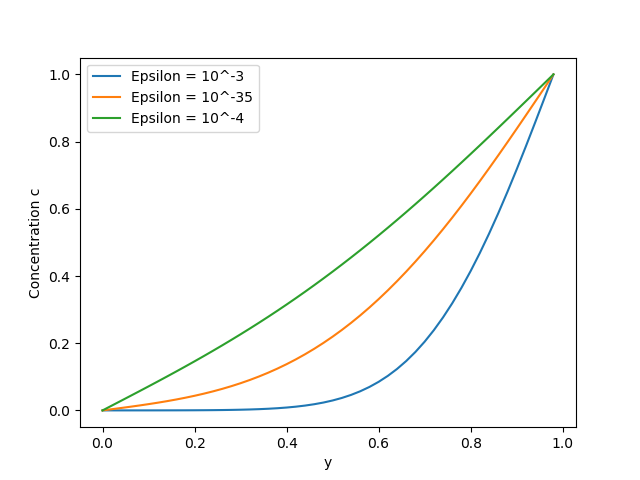 Epsilon = 10^-3
Epsilon = 10^-35
Epsilon = 10^-4
1.0
0.8
0.6
0.4
0.2
0.0
Concentration c
0.0 0.2 0.4 0.6 0.8 1.0
y